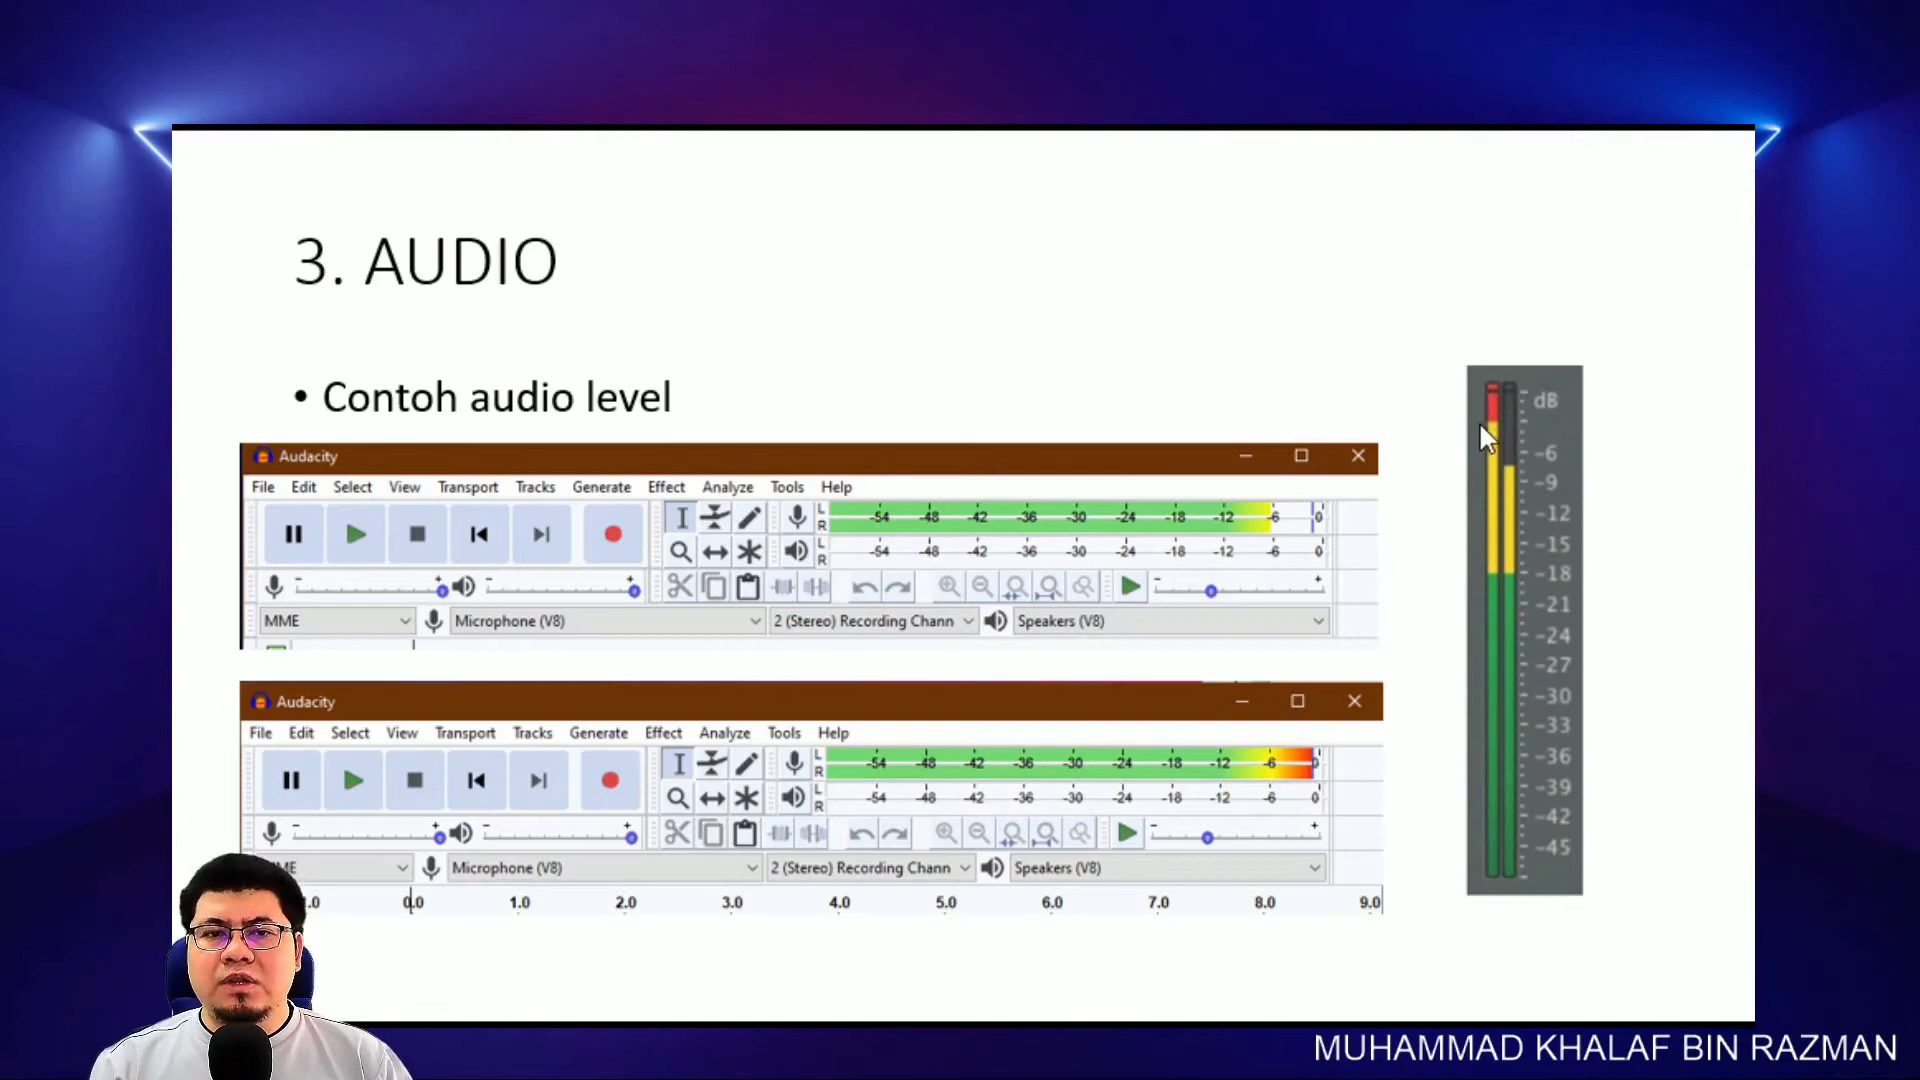 3. AUDIO
• Contoh audio level
Audacity
File Edit Select View Transport Tracks Generate Effect Analyze Tools Help
L
R
-54 -48 -42 -36 -30 -24 -18 -12 -6 0
L
R
-54 -48 -42 -36 -30 -24 -18 -12 -6 0
- + - + - +
MME Microphone (V8) 2 (Stereo) Recording Chann Speakers (V8)
Audacity
File Edit Select View Transport Tracks Generate Effect Analyze Tools Help
L
R
-54 -48 -42 -36 -30 -24 -18 -12 -6 0
L
R
-54 -48 -42 -36 -30 -24 -18 -12 -6 0
- + - + - +
ME Microphone (V8) 2 (Stereo) Recording Chann Speakers (V8)
1.0 0.0 1.0 2.0 3.0 4.0 5.0 6.0 7.0 8.0 9.0
dB
-6
-9
-12
-15
-18
-21
-24
-27
-30
-33
-36
-39
-42
-45
MUHAMMAD KHALAF BIN RAZMAN